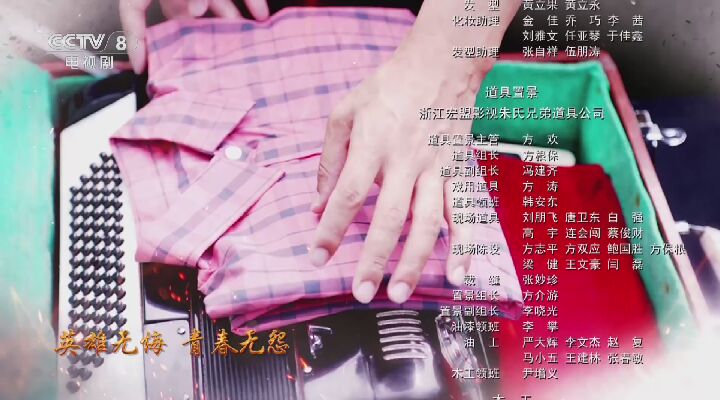 CCTV 8
电视剧
发型 黄立果 黄立永
化妆助理 金佳 乔巧 李茜
刘雅文 仟亚琴 于佳鑫
发型助理 张自样 伍朋涛
道具置景
浙江宏盟影视朱氏兄弟道具公司
道具置景主管 方欢
道具组长 方根保
道具副组长 冯建齐
戏用道具 方涛
道具领班 韩安东
现场道具 刘朋飞 唐卫东 白强
高宇 连会闯 蔡俊财
现场陈设 方志平 方双应 鲍国胜 方保根
梁健 王文豪 闫磊
裁缝 张妙珍
置景组长 方介游
置景副组长 李晓光
油漆领班 李攀
油工 严大辉 李文杰 赵复
马小五 王建林 张春敏
木工领班 尹增义
英雄无悔 青春无怨